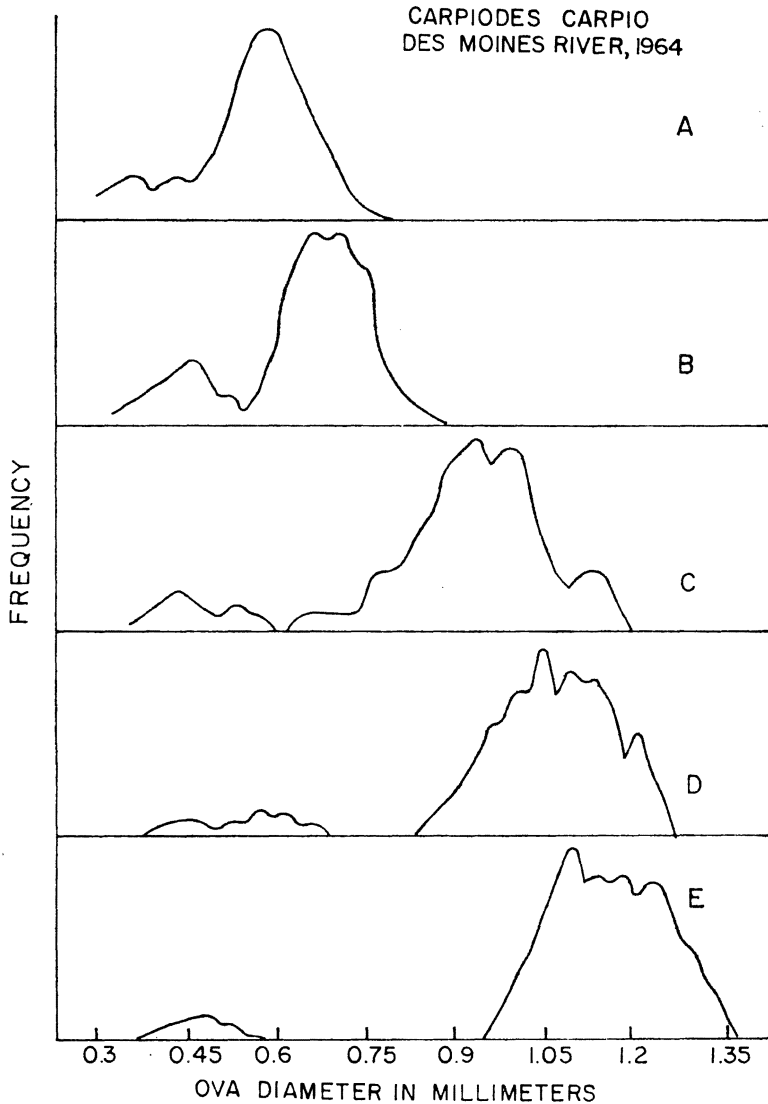 CARPIODES CARPIO
DES MOINES RIVER, 1964
A
B
C
D
E
FREQUENCY
0.3 0.45 0.6 0.75 0.9 1.05 1.2 1.35
OVA DIAMETER IN MILLIMETERS